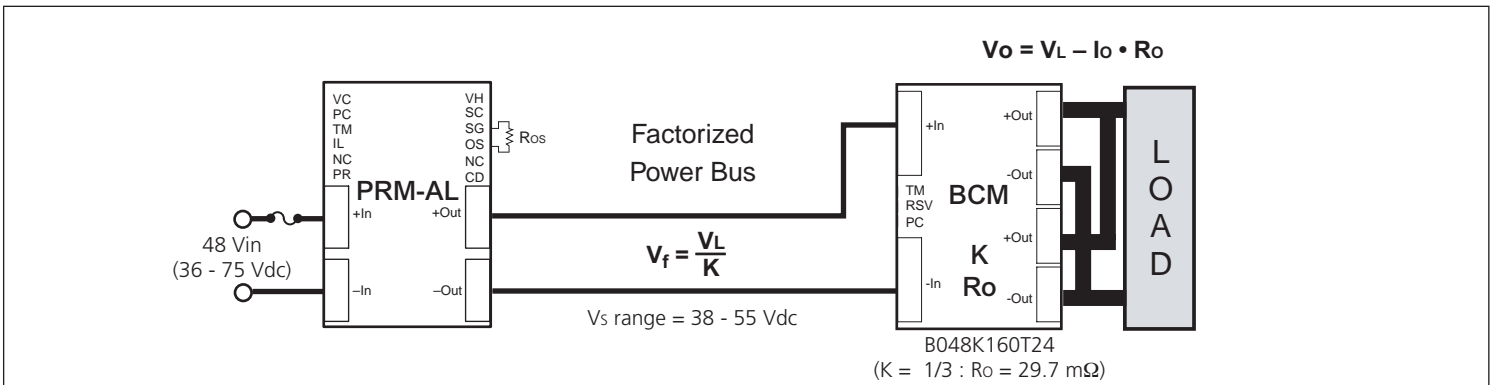 Vo = VL – Io • Ro
VC
PC
TM
IL
NC
PR
VH
SC
SG
OS
NC
CD
ROS
PRM-AL
+In
+Out
–In
–Out
48 Vin
(36 - 75 Vdc)
Factorized
Power Bus
Vf = VL
K
Vs range = 38 - 55 Vdc
+In
TM
RSV
PC
-In
BCM
K
Ro
+Out
-Out
+Out
-Out
L
O
A
D
B048K160T24
(K = 1/3 : Ro = 29.7 mΩ)